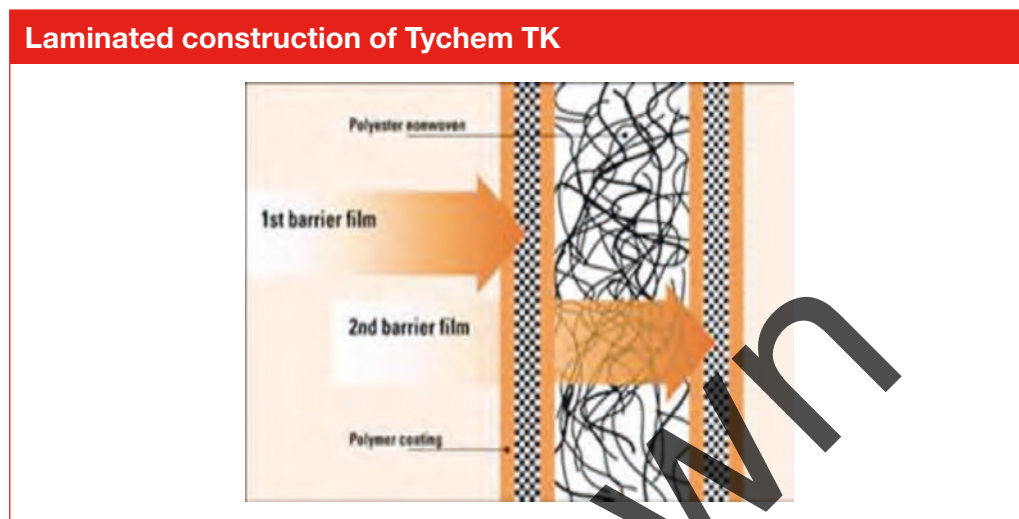 Laminated construction of Tychem TK
Polyester nonwoven
1st barrier film
2nd barrier film
Polymer coating
wn